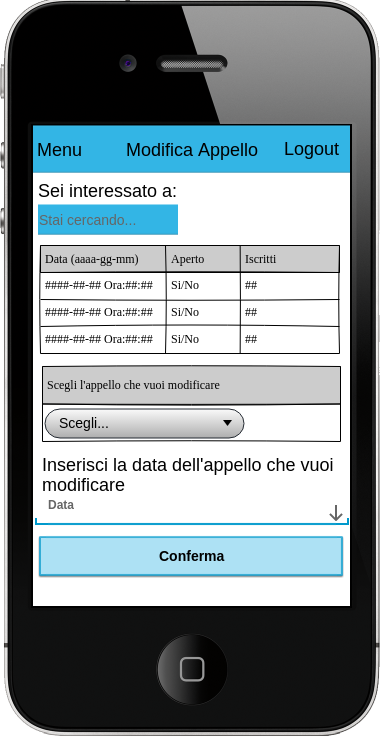 Menu Modifica Appello Logout
Sei interessato a:
Stai cercando...
Data (aaaa-gg-mm) Aperto Iscritti
####-##-## Ora:##:## Si/No ##
####-##-## Ora:##:## Si/No ##
####-##-## Ora:##:## Si/No ##
Scegli l'appello che vuoi modificare
Scegli...
Inserisci la data dell'appello che vuoi
modificare
Data
Conferma